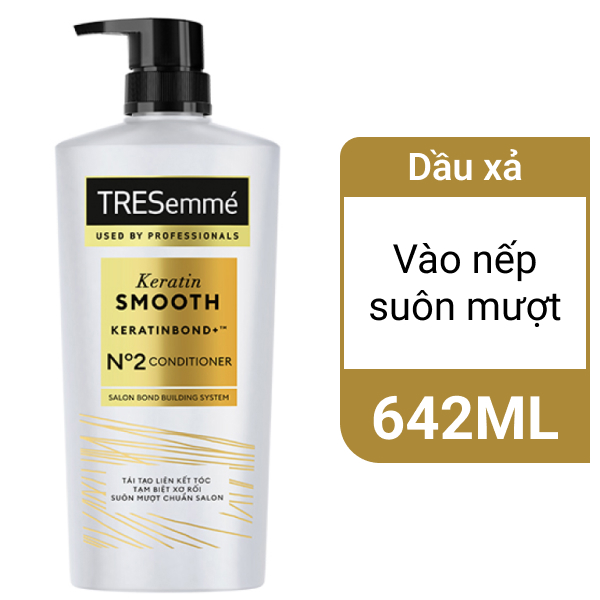 TRESemmé
USED BY PROFESSIONALS
Keratin
SMOOTH
KERATINBOND+™
Nº2 CONDITIONER
SALON BOND BUILDING SYSTEM
TÁI TẠO LIÊN KẾT TÓC
TẠM BIỆT XƠ RỐI
SUÔN MƯỢT CHUẨN SALON
Dầu xả
Vào nếp
suôn mượt
642ML